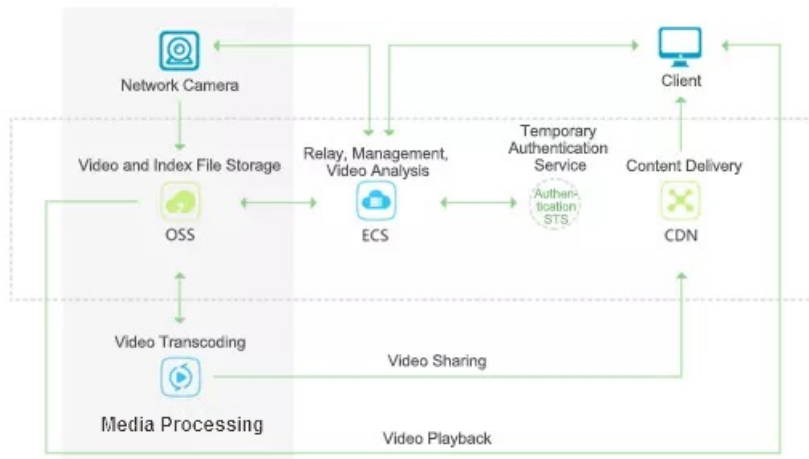 Network Camera
Client
Video and Index File Storage
Relay, Management,
Video Analysis
Temporary
Authentication
Service
Content Delivery
Authen-
tication
STS
OSS
ECS
CDN
Video Transcoding
Video Sharing
Media Processing
Video Playback